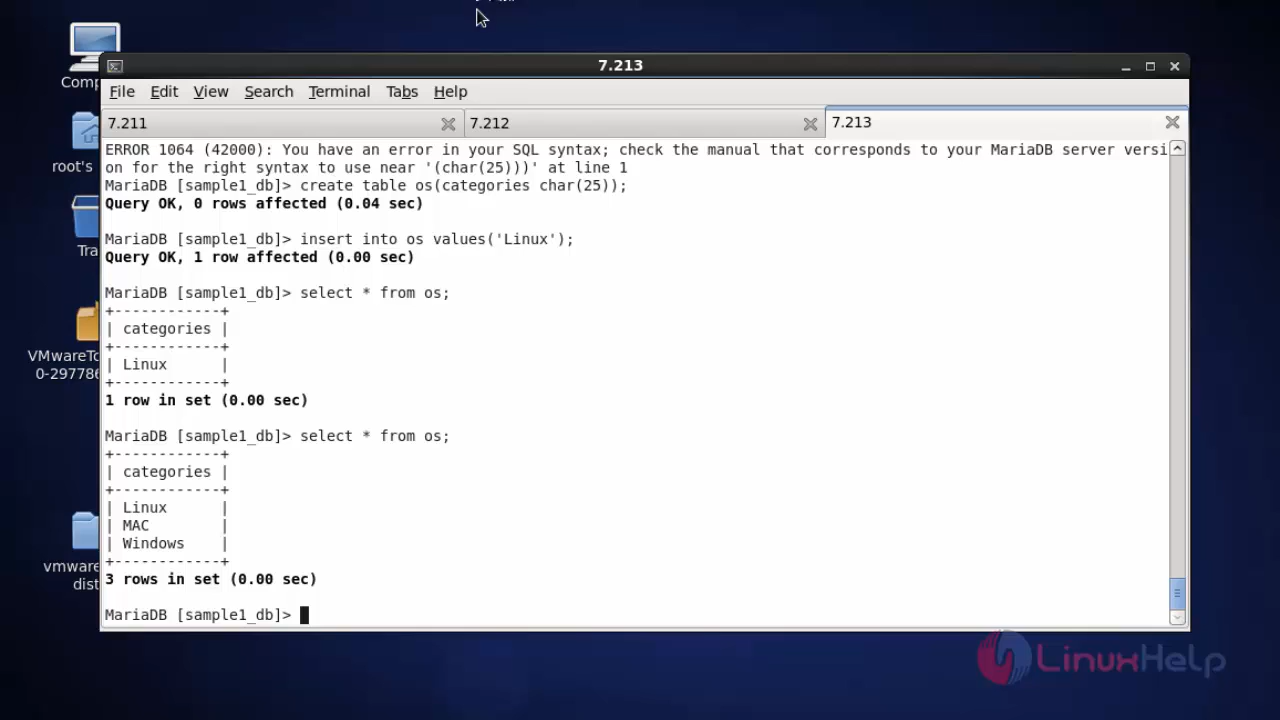 7.213
File Edit View Search Terminal Tabs Help
7.211 7.212 7.213
ERROR 1064 (42000): You have an error in your SQL syntax; check the manual that corresponds to your MariaDB server versi
on for the right syntax to use near '(char(25)))' at line 1
MariaDB [sample1_db]> create table os(categories char(25));
Query OK, 0 rows affected (0.04 sec)
MariaDB [sample1_db]> insert into os values('Linux');
Query OK, 1 row affected (0.00 sec)
MariaDB [sample1_db]> select * from os;
+------------+
| categories |
+------------+
| Linux      |
+------------+
1 row in set (0.00 sec)
MariaDB [sample1_db]> select * from os;
+------------+
| categories |
+------------+
| Linux      |
| MAC        |
| Windows    |
+------------+
3 rows in set (0.00 sec)
MariaDB [sample1_db]>
Comp
root's
Tra
VMwareTo
0-297786
vmware
dist
LinuxHelp